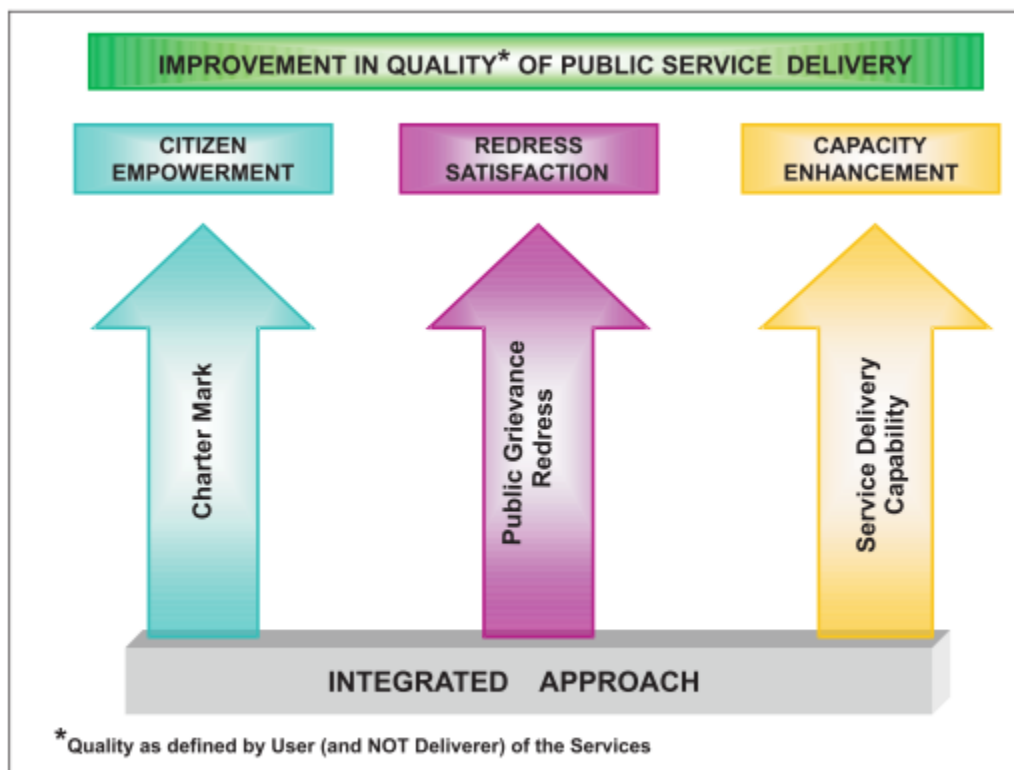 IMPROVEMENT IN QUALITY* OF PUBLIC SERVICE DELIVERY
CITIZEN
EMPOWERMENT
REDRESS
SATISFACTION
CAPACITY
ENHANCEMENT
Charter Mark
Public Grievance
Redress
Service Delivery
Capability
INTEGRATED APPROACH
*Quality as defined by User (and NOT Deliverer) of the Services